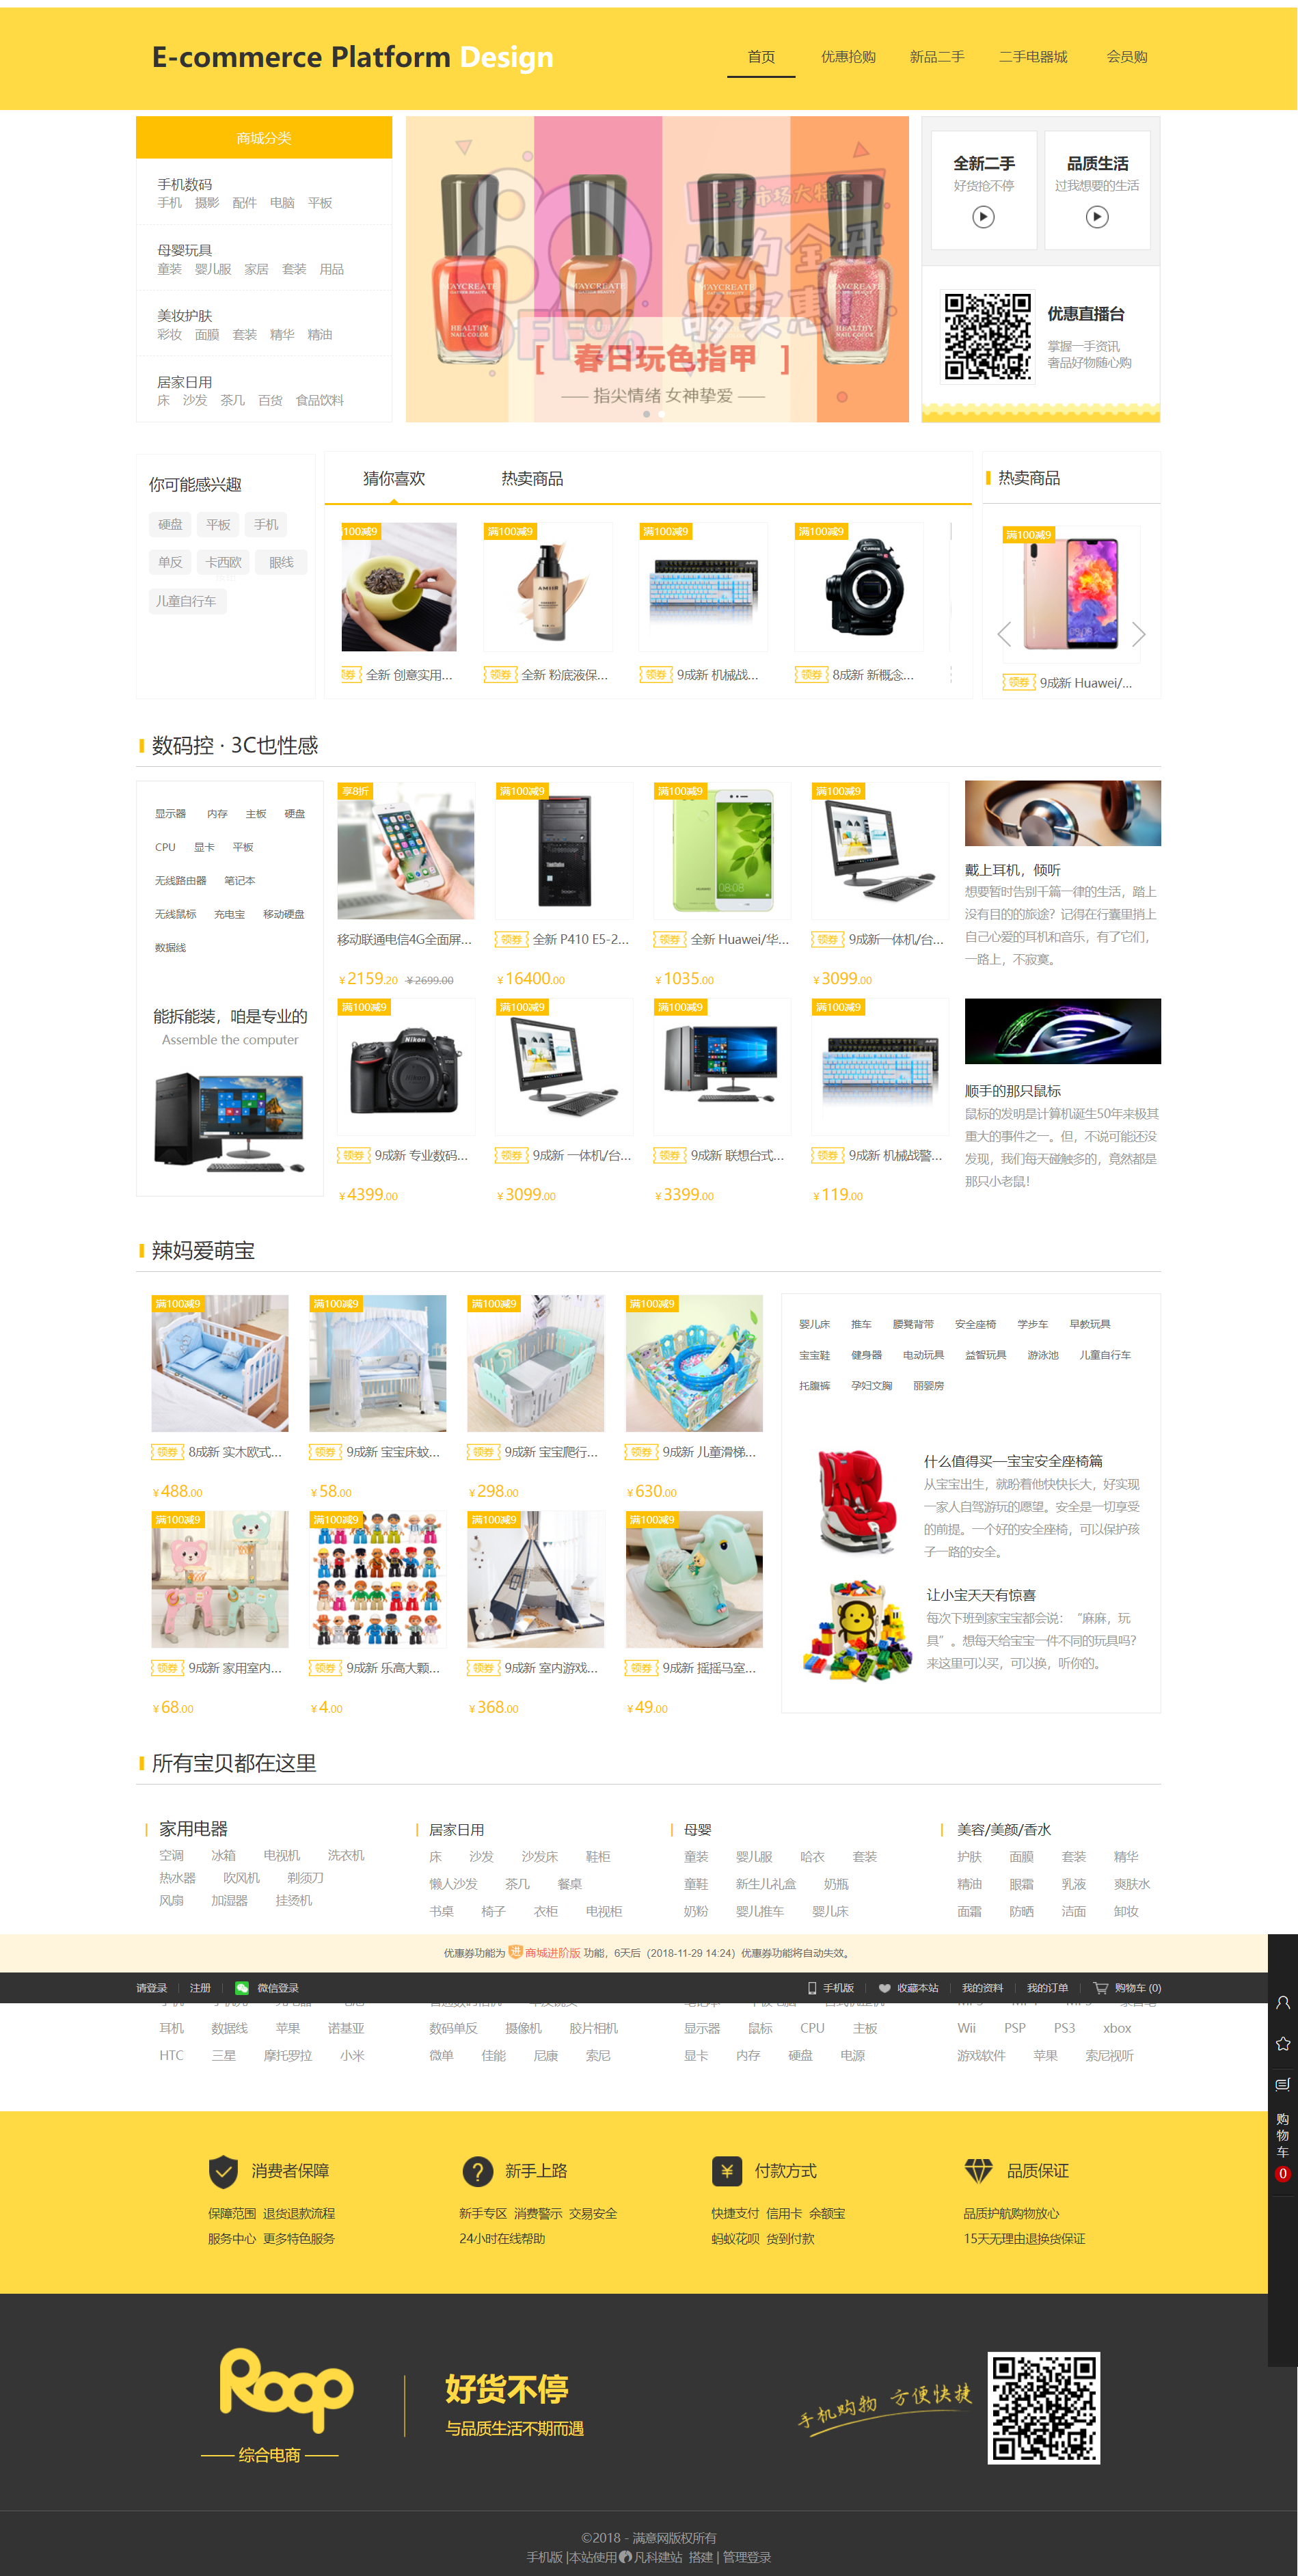 E-commerce Platform Design
首页 优惠抢购 新品二手 二手电器城 会员购
商城分类
手机数码
手机 摄影 配件 电脑 平板
母婴玩具
童装 婴儿服 家居 套装 用品
美妆护肤
彩妆 面膜 套装 精华 精油
居家日用
床 沙发 茶几 百货 食品饮料
二手市场大特惠
火力全开
够实惠
OFF%
MAYCREATE
HEALTHY
NAIL COLOR
[ 春日玩色指甲 ]
—— 指尖情绪 女神挚爱 ——
全新二手
好货抢不停
品质生活
过我想要的生活
优惠直播台
掌握一手资讯
奢品好物随心购
你可能感兴趣
硬盘 平板 手机
单反 卡西欧 眼线
儿童自行车
猜你喜欢 热卖商品
100减9 满100减9 满100减9 满100减9
全新 创意实用...
领券 全新 粉底液保...
领券 9成新 机械战...
领券 8成新 新概念...
热卖商品
满100减9
领券 9成新 Huawei/...
数码控 · 3C也性感
显示器 内存 主板 硬盘
CPU 显卡 平板
无线路由器 笔记本
无线鼠标 充电宝 移动硬盘
数据线
能拆能装，咱是专业的
Assemble the computer
享8折 满100减9 满100减9 满100减9
移动联通电信4G全面屏...
领券 全新 P410 E5-2...
领券 全新 Huawei/华...
领券 9成新一体机/台...
￥2159.20 ￥2699.00
￥16400.00
￥1035.00
￥3099.00
满100减9 满100减9 满100减9 满100减9
领券 9成新 专业数码...
领券 9成新 一体机/台...
领券 9成新 联想台式...
领券 9成新 机械战警...
￥4399.00
￥3099.00
￥3399.00
￥119.00
戴上耳机，倾听
想要暂时告别千篇一律的生活，踏上
没有目的的旅途？记得在行囊里捎上
自己心爱的耳机和音乐，有了它们，
一路上，不寂寞。
顺手的那只鼠标
鼠标的发明是计算机诞生50年来极其
重大的事件之一。但，不说可能还没
发现，我们每天碰触多的，竟然都是
那只小老鼠！
辣妈爱萌宝
满100减9 满100减9 满100减9 满100减9
领券 8成新 实木欧式...
领券 9成新 宝宝床蚊...
领券 9成新 宝宝爬行...
领券 9成新 儿童滑梯...
￥488.00
￥58.00
￥298.00
￥630.00
满100减9 满100减9 满100减9 满100减9
领券 9成新 家用室内...
领券 9成新 乐高大颗...
领券 9成新 室内游戏...
领券 9成新 摇摇马室...
￥68.00
￥4.00
￥368.00
￥49.00
婴儿床 推车 腰凳背带 安全座椅 学步车 早教玩具
宝宝鞋 健身器 电动玩具 益智玩具 游泳池 儿童自行车
托腹裤 孕妇文胸 丽婴房
什么值得买—宝宝安全座椅篇
从宝宝出生，就盼着他快快长大，好实现
一家人自驾游玩的愿望。安全是一切享受
的前提。一个好的安全座椅，可以保护孩
子一路的安全。
让小宝天天有惊喜
每次下班到家宝宝都会说：“麻麻，玩
具”。想每天给宝宝一件不同的玩具吗？
来这里可以买，可以换，听你的。
所有宝贝都在这里
家用电器
空调 冰箱 电视机 洗衣机
热水器 吹风机 剃须刀
风扇 加湿器 挂烫机
居家日用
床 沙发 沙发床 鞋柜
懒人沙发 茶几 餐桌
书桌 椅子 衣柜 电视柜
母婴
童装 婴儿服 哈衣 套装
童鞋 新生儿礼盒 奶瓶
奶粉 婴儿推车 婴儿床
美容/美颜/香水
护肤 面膜 套装 精华
精油 眼霜 乳液 爽肤水
面霜 防晒 洁面 卸妆
优惠券功能为 商城进阶版 功能，6天后（2018-11-29 14:24）优惠券功能将自动失效。
请登录 注册 微信登录 手机版 收藏本站 我的资料 我的订单 购物车 (0)
耳机 数据线 苹果 诺基亚
HTC 三星 摩托罗拉 小米
数码单反 摄像机 胶片相机
微单 佳能 尼康 索尼
显示器 鼠标 CPU 主板
显卡 内存 硬盘 电源
Wii PSP PS3 xbox
游戏软件 苹果 索尼视听
购物车
0
消费者保障
保障范围 退货退款流程
服务中心 更多特色服务
新手上路
新手专区 消费警示 交易安全
24小时在线帮助
付款方式
快捷支付 信用卡 余额宝
蚂蚁花呗 货到付款
品质保证
品质护航购物放心
15天无理由退换货保证
Roop
—— 综合电商 ——
好货不停
与品质生活不期而遇
手机购物 方便快捷
©2018 - 满意网版权所有
手机版 |本站使用 凡科建站 搭建 | 管理登录